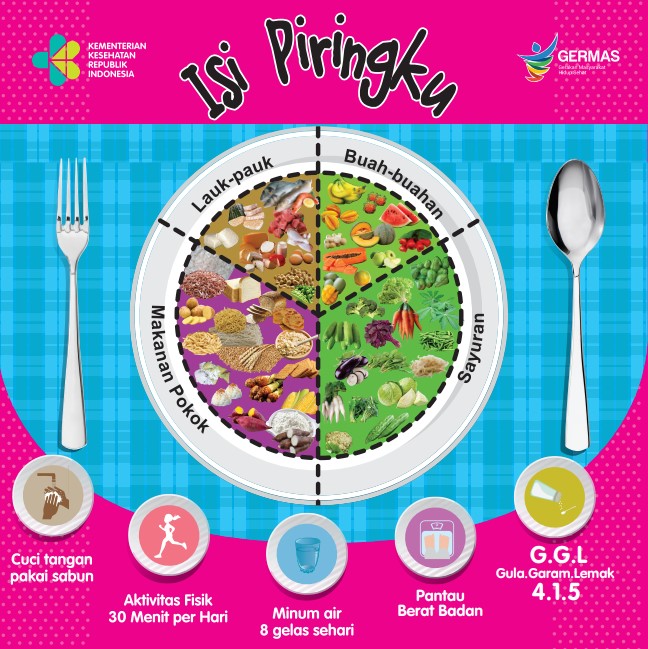 KEMENTERIAN
KESEHATAN
REPUBLIK
INDONESIA
Isi Piringku
GERMAS
Gerakan Masyarakat
Hidup Sehat
Lauk-pauk
Buah-buahan
Makanan Pokok
Sayuran
Cuci tangan
pakai sabun
Aktivitas Fisik
30 Menit per Hari
Minum air
8 gelas sehari
Pantau
Berat Badan
G.G.L
Gula.Garam.Lemak
4.1.5